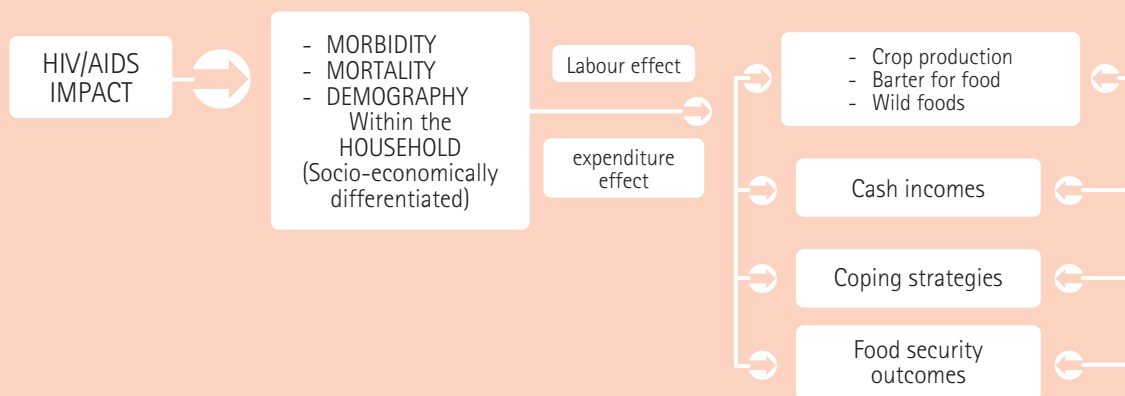 HIV/AIDS
IMPACT
- MORBIDITY
- MORTALITY
- DEMOGRAPHY
Within the
HOUSEHOLD
(Socio-economically
differentiated)
Labour effect
expenditure
effect
- Crop production
- Barter for food
- Wild foods
Cash incomes
Coping strategies
Food security
outcomes